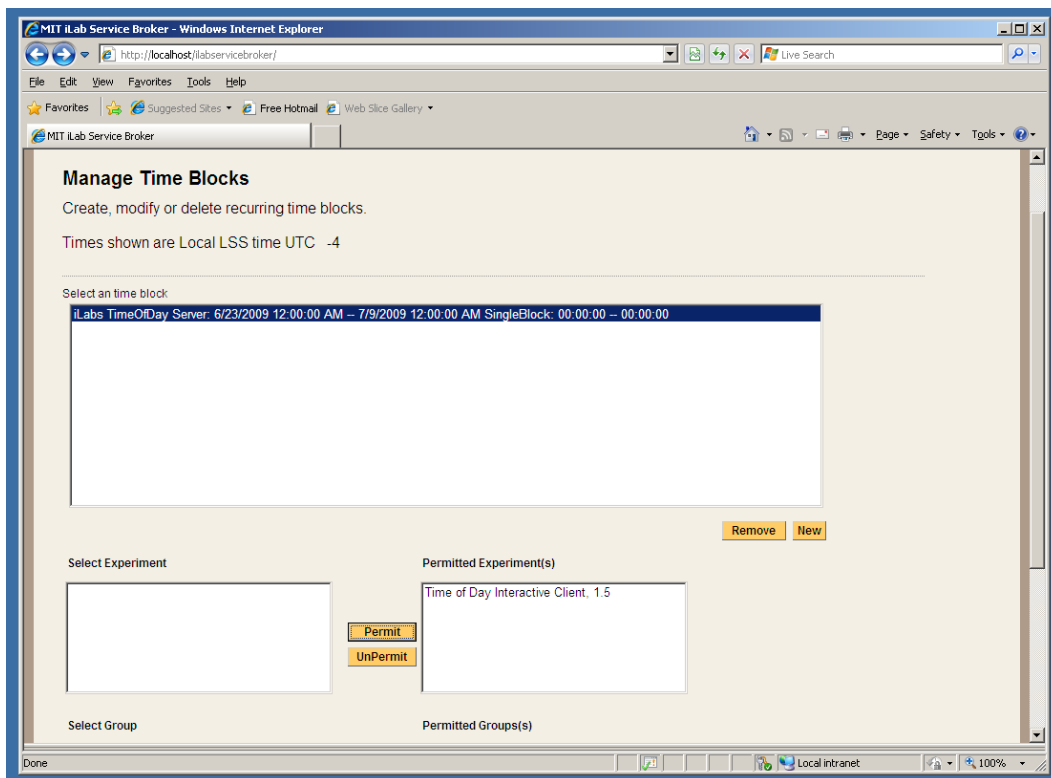 MIT iLab Service Broker - Windows Internet Explorer
http://localhost/ilabservicebroker/
Live Search
File Edit View Favorites Tools Help
Favorites Suggested Sites Free Hotmail Web Slice Gallery
MIT iLab Service Broker
Page Safety Tools
Manage Time Blocks
Create, modify or delete recurring time blocks.
Times shown are Local LSS time UTC -4
Select an time block
iLabs TimeOfDay Server: 6/23/2009 12:00:00 AM -- 7/9/2009 12:00:00 AM SingleBlock: 00:00:00 -- 00:00:00
Remove New
Select Experiment Permitted Experiment(s)
Time of Day Interactive Client, 1.5
Permit
UnPermit
Select Group Permitted Groups(s)
Done Local intranet 100%